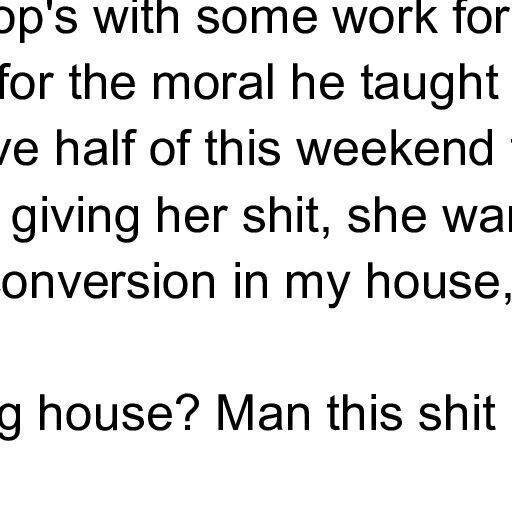 op's with some work for
for the moral he taught
ve half of this weekend
giving her shit, she wan
onversion in my house,
g house? Man this shit